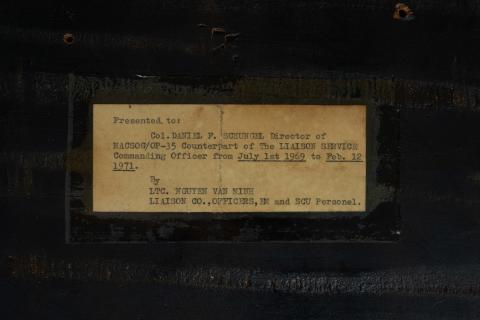 Presented to:
Col.DANIEL F. SCHUNGEL Director of
MACSOG/OP-35 Counterpart of The LIAISON SERVICE
Commanding Officer from July 1st 1969 to Feb. 12
1971.
By
LTC. NGUYEN VAN MINH
LIAISON CO.,OFFICERS,EM and SCU Personel.